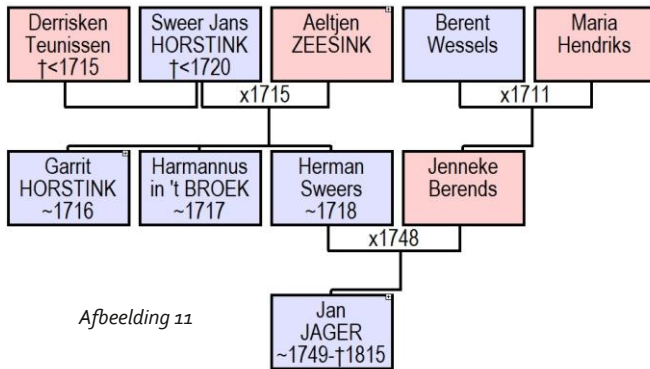 Derrisken
Teunissen
†<1715
Sweer Jans
HORSTINK
†<1720
Aeltjen
ZEESINK
Berent
Wessels
Maria
Hendriks
x1715
x1711
Garrit
HORSTINK
~1716
Harmannus
in 't BROEK
~1717
Herman
Sweers
~1718
Jenneke
Berends
x1748
Jan
JAGER
~1749-†1815
Afbeelding 11